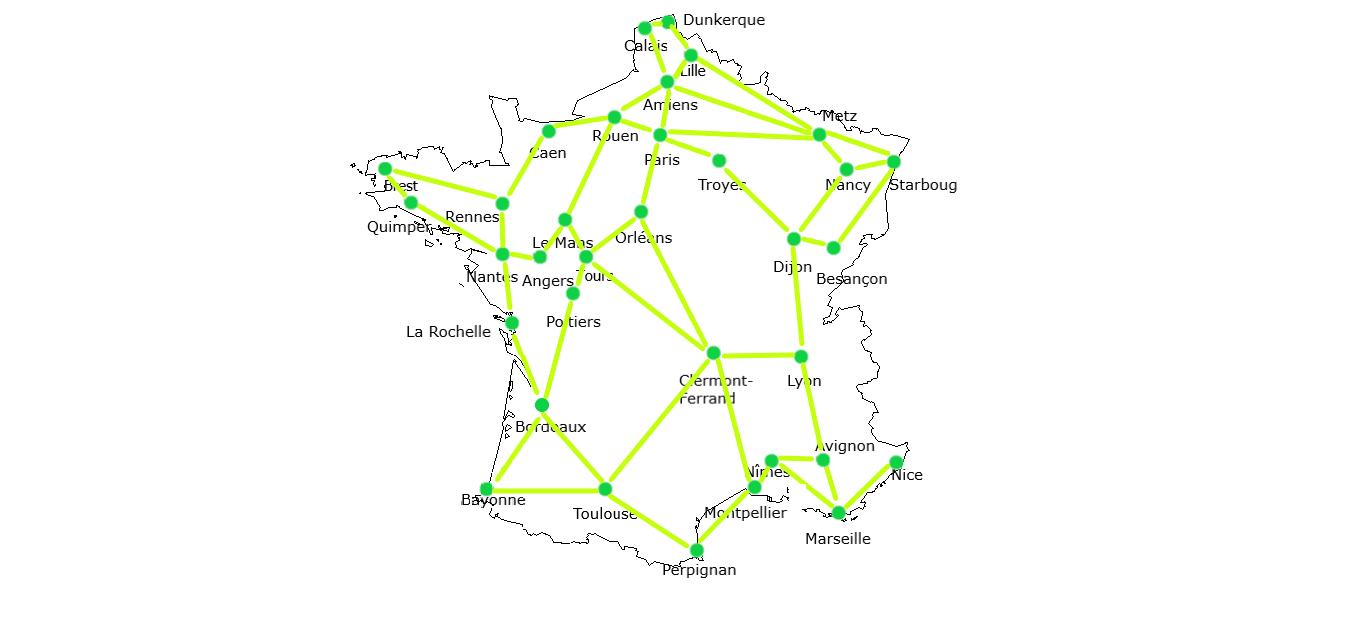 Dunkerque
Calais
Lille
Amiens
Metz
Rouen
Caen
Paris
Troyes
Nancy
Starboug
Brest
Rennes
Quimper
Le Mans
Orléans
Dijon
Nantes
Angers
Tours
Besançon
Poitiers
La Rochelle
Clermont-
Ferrand
Lyon
Bordeaux
Avignon
Nîmes
Nice
Bayonne
Toulouse
Montpellier
Marseille
Perpignan